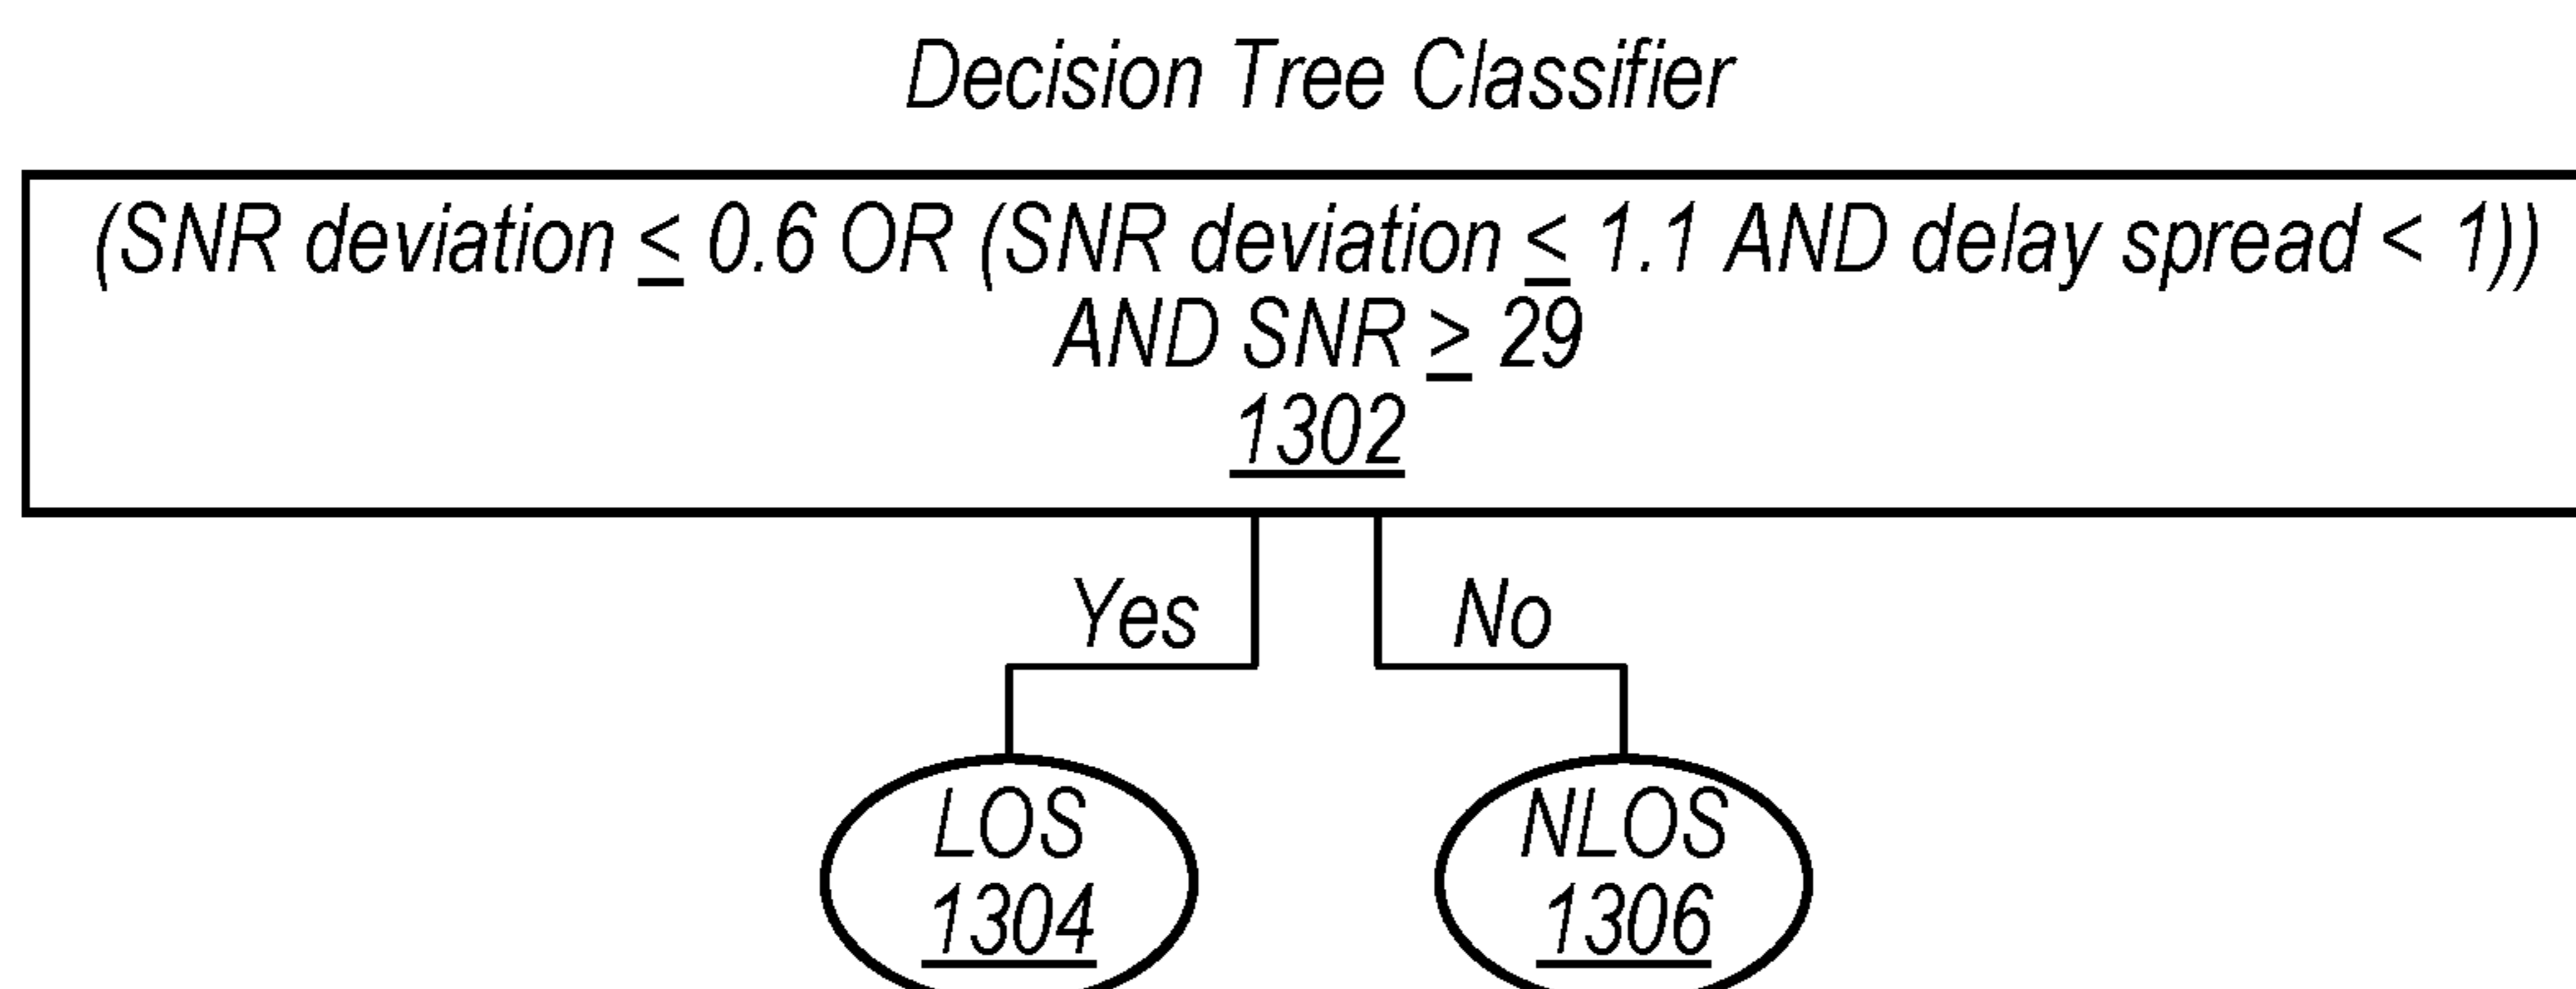 Decision Tree Classifier
(SNR deviation ≤ 0.6 OR (SNR deviation ≤ 1.1 AND delay spread < 1))
AND SNR ≥ 29
1302
Yes
No
LOS
1304
NLOS
1306